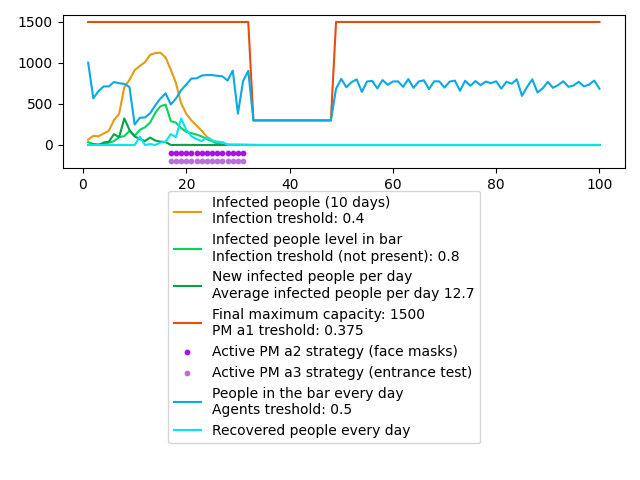 1500
1000
500
0
0
20
40
60
80
100
Infected people (10 days)
Infection treshold: 0.4
Infected people level in bar
Infection treshold (not present): 0.8
New infected people per day
Average infected people per day 12.7
Final maximum capacity: 1500
PM a1 treshold: 0.375
Active PM a2 strategy (face masks)
Active PM a3 strategy (entrance test)
People in the bar every day
Agents treshold: 0.5
Recovered people every day